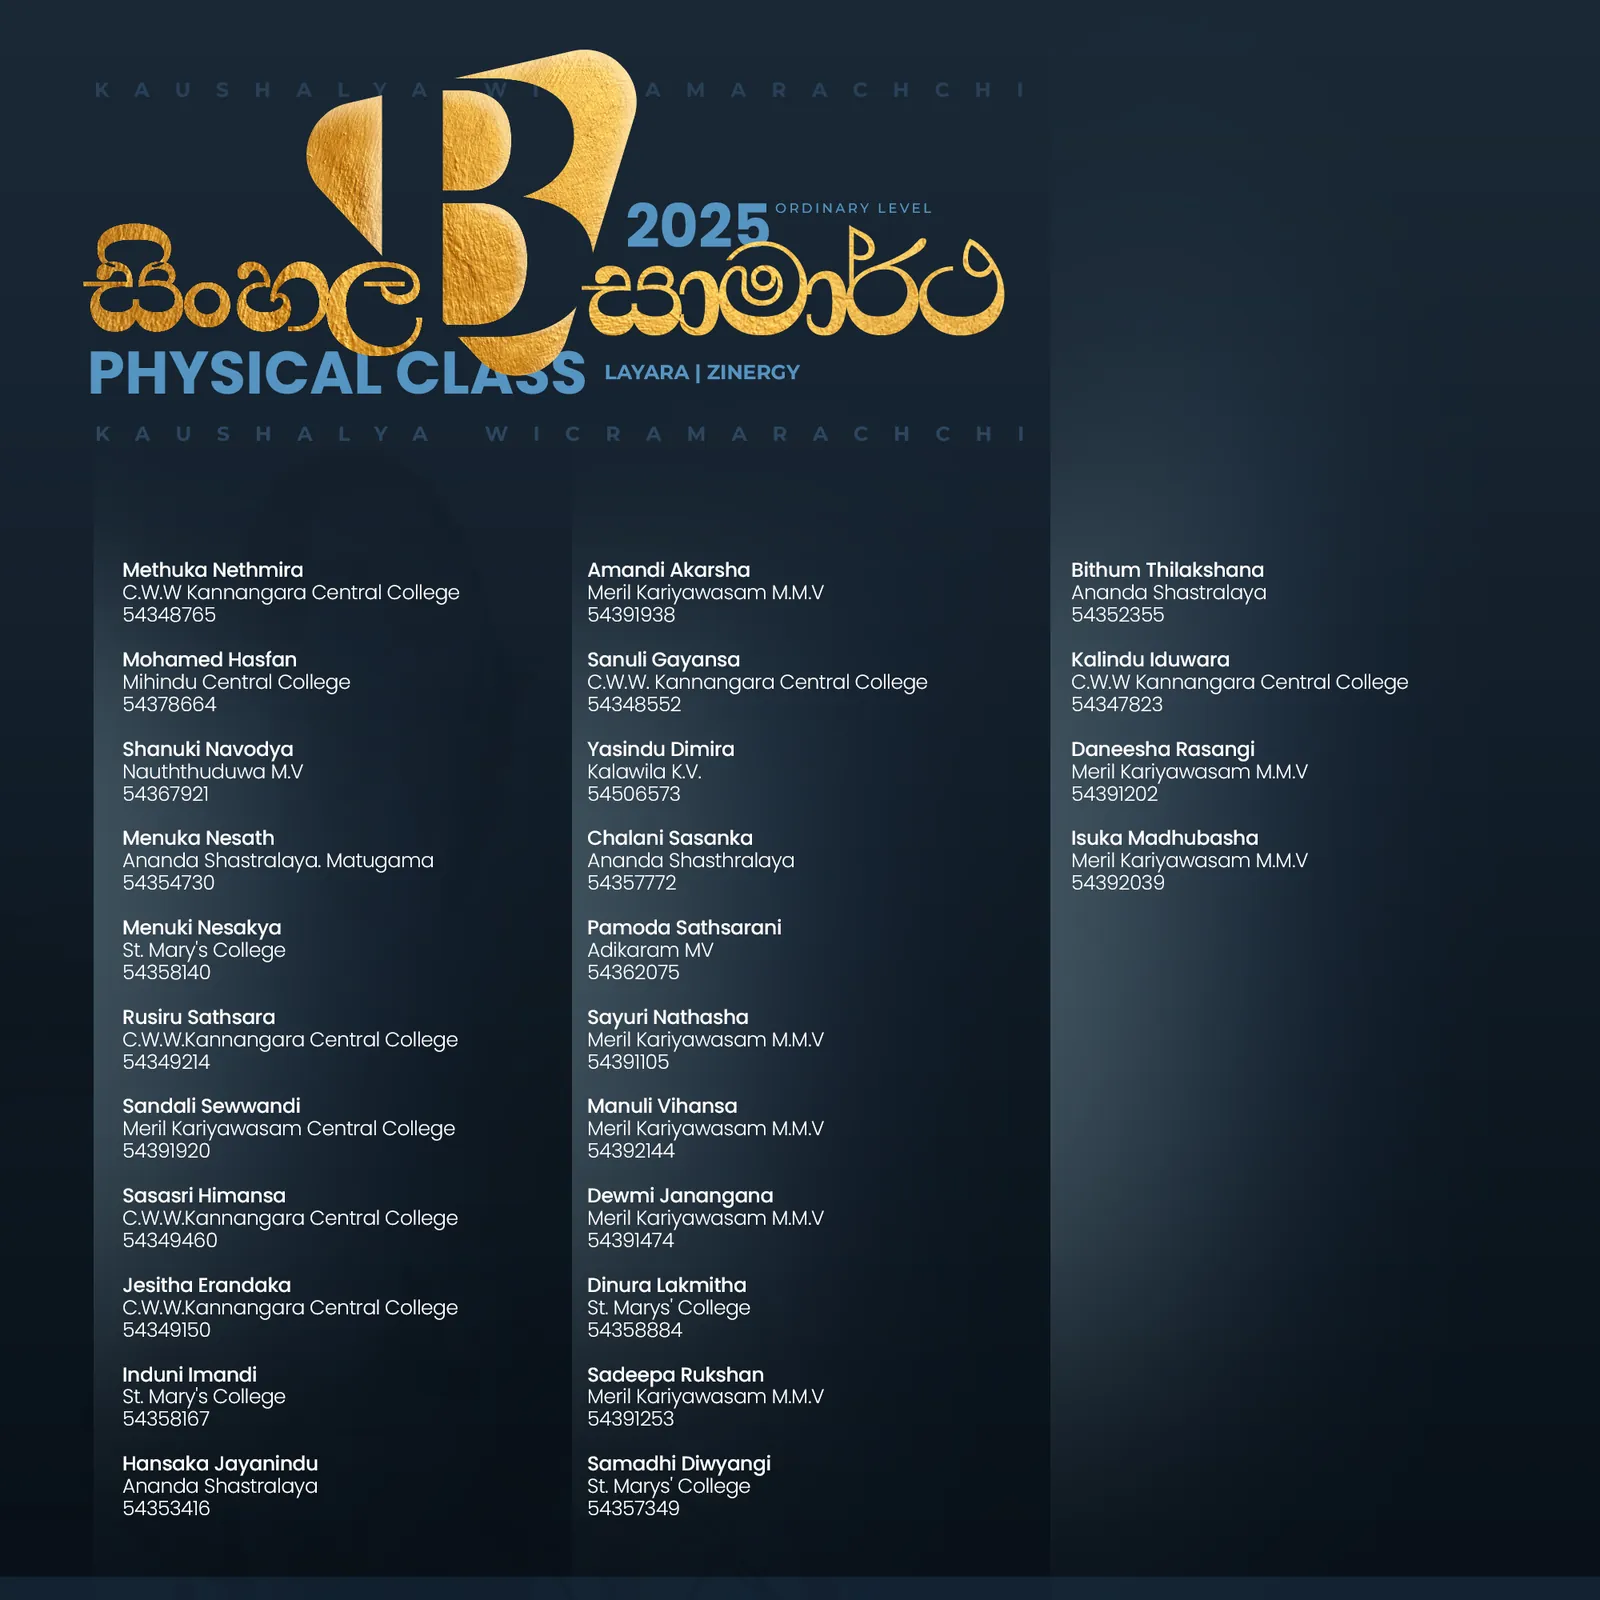 KAUSHALYA WICRAMARACHCHI
B
2025 ORDINARY LEVEL
සිංහල සාමාර්ථ
PHYSICAL CLASS LAYARA | ZINERGY
KAUSHALYA WICRAMARACHCHI
Methuka Nethmira
C.W.W Kannangara Central College
54348765
Mohamed Hasfan
Mihindu Central College
54378664
Shanuki Navodya
Nauththuduwa M.V
54367921
Menuka Nesath
Ananda Shastralaya. Matugama
54354730
Menuki Nesakya
St. Mary's College
54358140
Rusiru Sathsara
C.W.W.Kannangara Central College
54349214
Sandali Sewwandi
Meril Kariyawasam Central College
54391920
Sasasri Himansa
C.W.W.Kannangara Central College
54349460
Jesitha Erandaka
C.W.W.Kannangara Central College
54349150
Induni Imandi
St. Mary's College
54358167
Hansaka Jayanindu
Ananda Shastralaya
54353416
Amandi Akarsha
Meril Kariyawasam M.M.V
54391938
Sanuli Gayansa
C.W.W. Kannangara Central College
54348552
Yasindu Dimira
Kalawila K.V.
54506573
Chalani Sasanka
Ananda Shasthralaya
54357772
Pamoda Sathsarani
Adikaram MV
54362075
Sayuri Nathasha
Meril Kariyawasam M.M.V
54391105
Manuli Vihansa
Meril Kariyawasam M.M.V
54392144
Dewmi Janangana
Meril Kariyawasam M.M.V
54391474
Dinura Lakmitha
St. Marys' College
54358884
Sadeepa Rukshan
Meril Kariyawasam M.M.V
54391253
Samadhi Diwyangi
St. Marys' College
54357349
Bithum Thilakshana
Ananda Shastralaya
54352355
Kalindu Iduwara
C.W.W Kannangara Central College
54347823
Daneesha Rasangi
Meril Kariyawasam M.M.V
54391202
Isuka Madhubasha
Meril Kariyawasam M.M.V
54392039